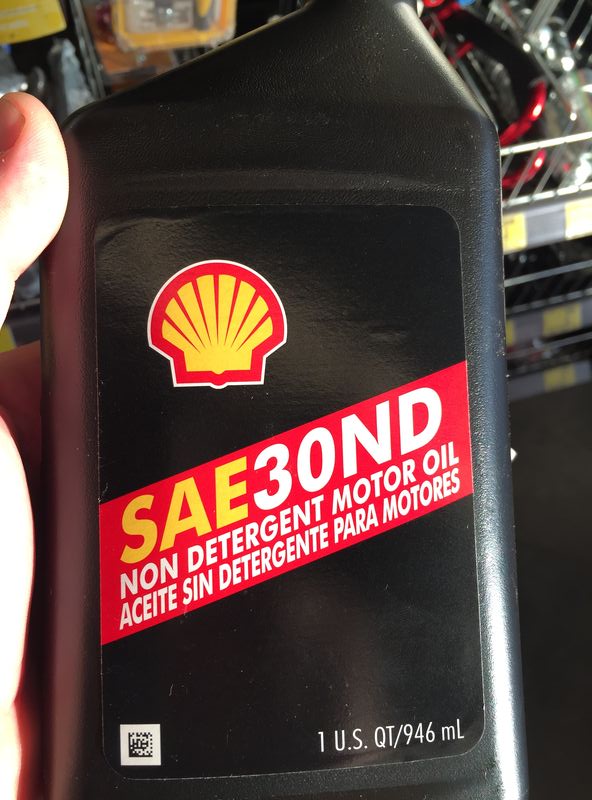 SAE30ND
NON DETERGENT MOTOR OIL
ACEITE SIN DETERGENTE PARA MOTORES
1 U.S. QT/946 mL